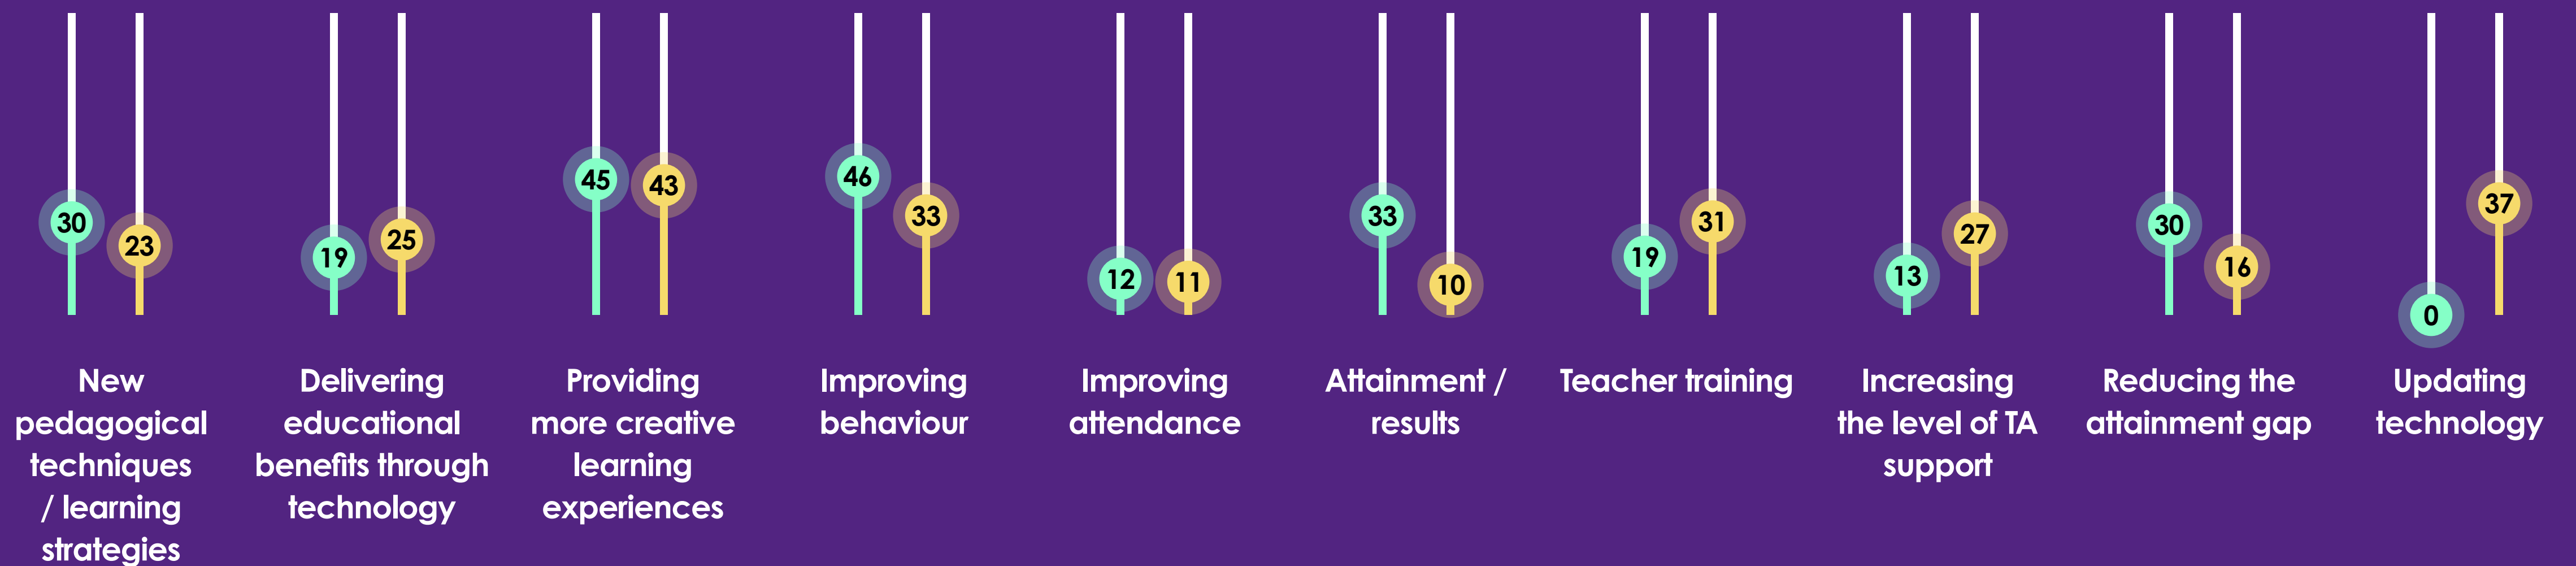 30
23
19
25
45
43
46
33
12
11
33
10
19
31
13
27
30
16
0
37
New
pedagogical
techniques
/ learning
strategies
Delivering
educational
benefits through
technology
Providing
more creative
learning
experiences
Improving
behaviour
Improving
attendance
Attainment /
results
Teacher training
Increasing
the level of TA
support
Reducing the
attainment gap
Updating
technology